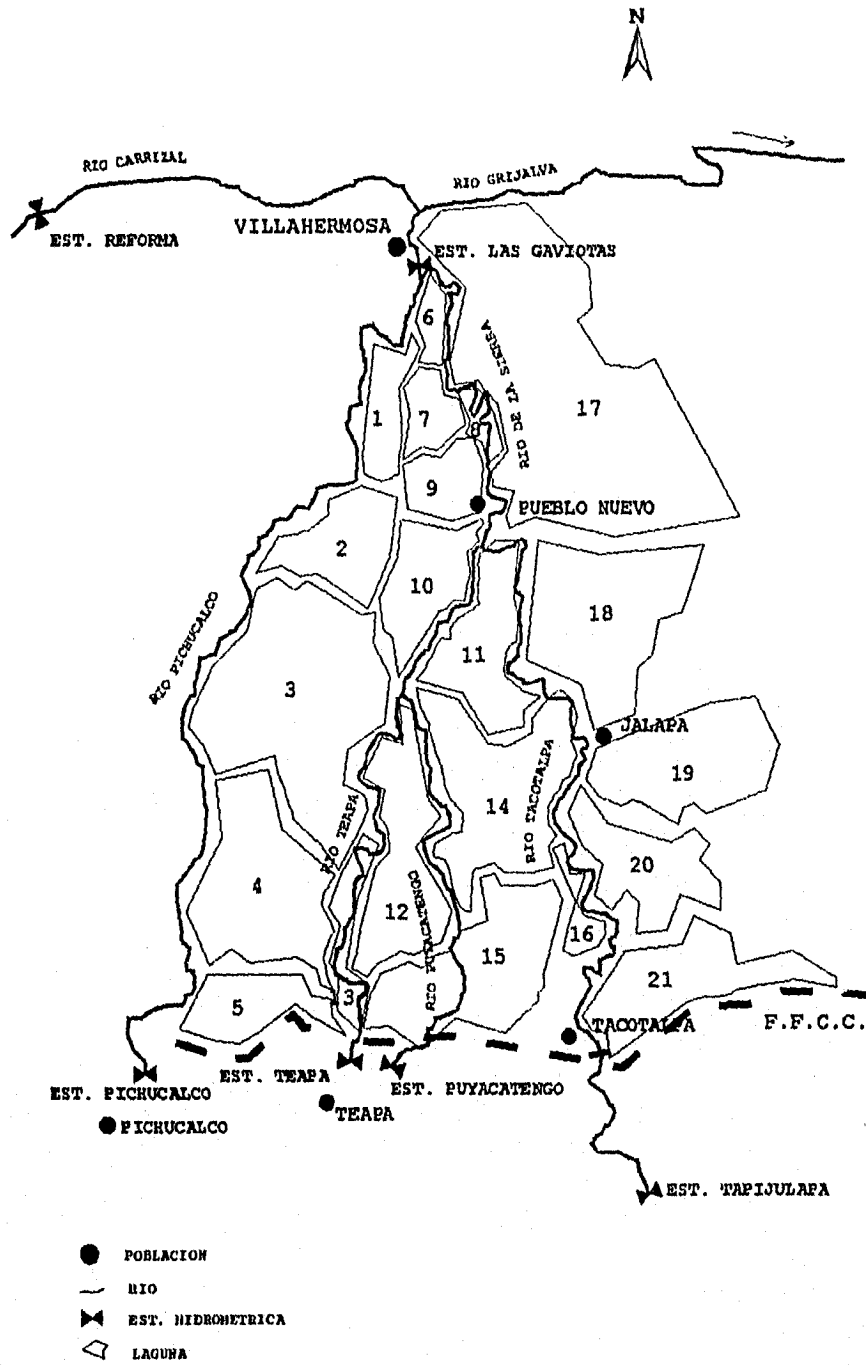 N
RIO CARRIZAL
RIO GRIJALVA
VILLAHERMOSA
EST. REFORMA
EST. LAS GAVIOTAS
6
RIO DE LA SIERRA
17
1
7
8
9
PUEBLO NUEVO
2
10
18
RIO PICHUCALCO
11
3
JALAPA
19
RIO TEAPA
14
RIO TACOTALPA
20
4
12
RIO PUYACATENGO
16
15
21
3
5
TACOTALPA
F.F.C.C.
EST. TEAPA
EST. PICHUCALCO
EST. PUYACATENGO
TEAPA
PICHUCALCO
EST. TAPIJULAPA
POBLACION
RIO
EST. HIDROMETRICA
LAGUNA